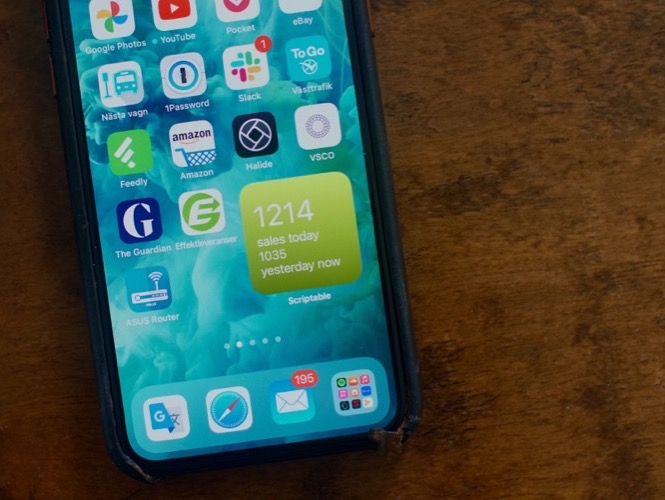 Google Photos
YouTube
Pocket
eBay
1
To Go
Nästa vagn
1Password
Slack
Västtrafik
amazon
Feedly
Amazon
Halide
VSCO
G
The Guardian
Effektleveranser
1214
sales today
1035
yesterday now
Scriptable
ASUS Router
G 文
195